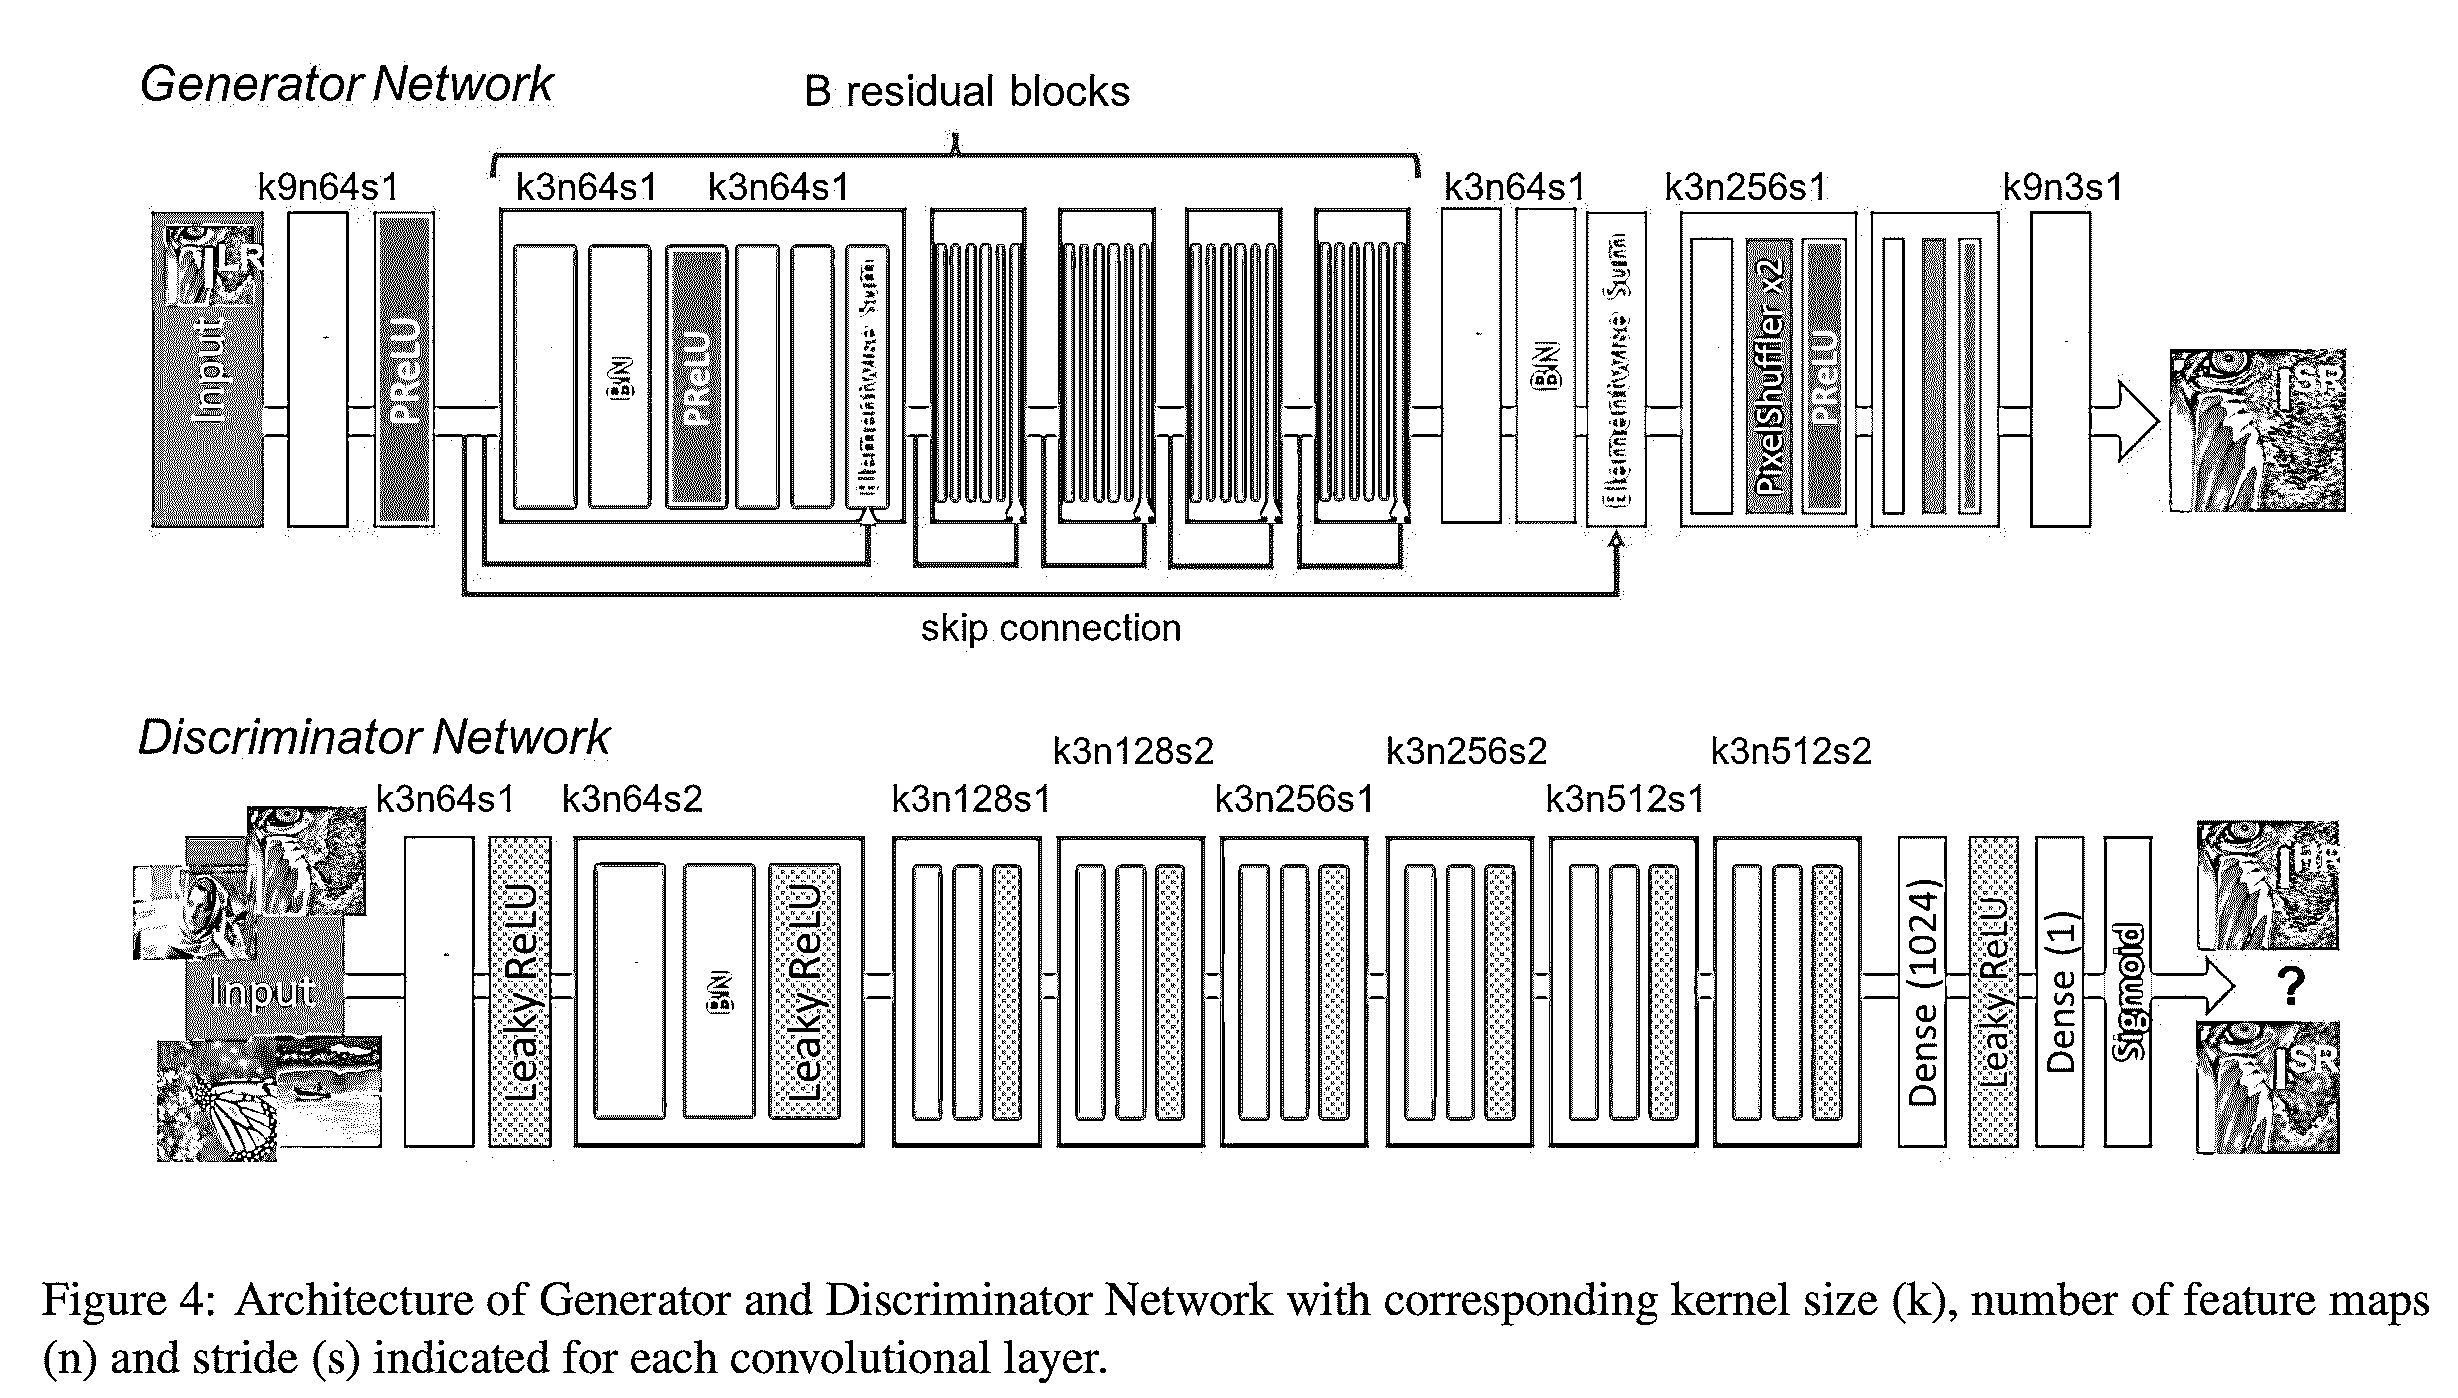 Generator Network
B residual blocks
k9n64s1 k3n64s1 k3n64s1 k3n64s1 k3n256s1 k9n3s1
I LR
Input
PReLU
BN
PReLU
Elementwise Sum
BN
Elementwise Sum
PixelShuffler x2
PReLU
I SR
skip connection
Discriminator Network
k3n128s2 k3n256s2 k3n512s2
k3n64s1 k3n64s2 k3n128s1 k3n256s1 k3n512s1
Input
Leaky ReLU
BN
Leaky ReLU
Dense (1024)
Leaky ReLU
Dense (1)
Sigmoid
?
I SR
Figure 4: Architecture of Generator and Discriminator Network with corresponding kernel size (k), number of feature maps
(n) and stride (s) indicated for each convolutional layer.